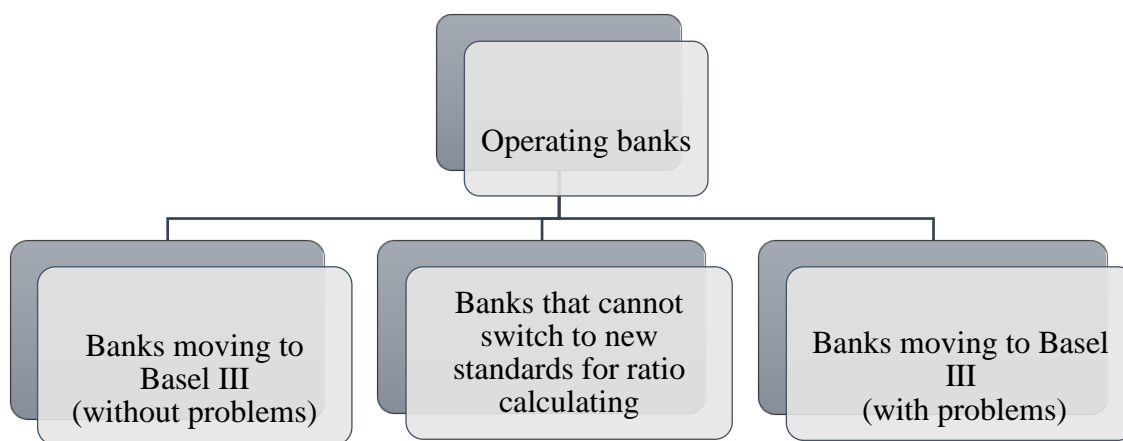 Operating banks
Banks moving to
Basel III
(without problems)
Banks that cannot
switch to new
standards for ratio
calculating
Banks moving to Basel
III
(with problems)